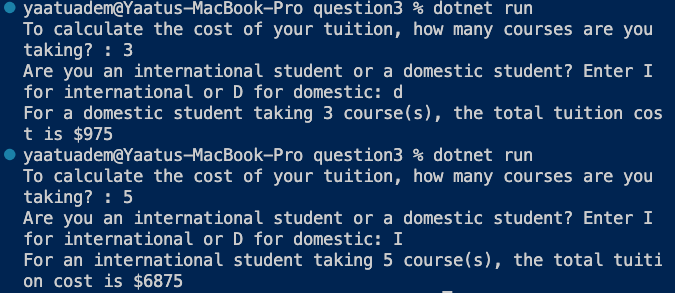 yaatuadem@Yaatus-MacBook-Pro question3 % dotnet run
To calculate the cost of your tuition, how many courses are you
taking? : 3
Are you an international student or a domestic student? Enter I
for international or D for domestic: d
For a domestic student taking 3 course(s), the total tuition cos
t is $975
yaatuadem@Yaatus-MacBook-Pro question3 % dotnet run
To calculate the cost of your tuition, how many courses are you
taking? : 5
Are you an international student or a domestic student? Enter I
for international or D for domestic: I
For an international student taking 5 course(s), the total tuiti
on cost is $6875